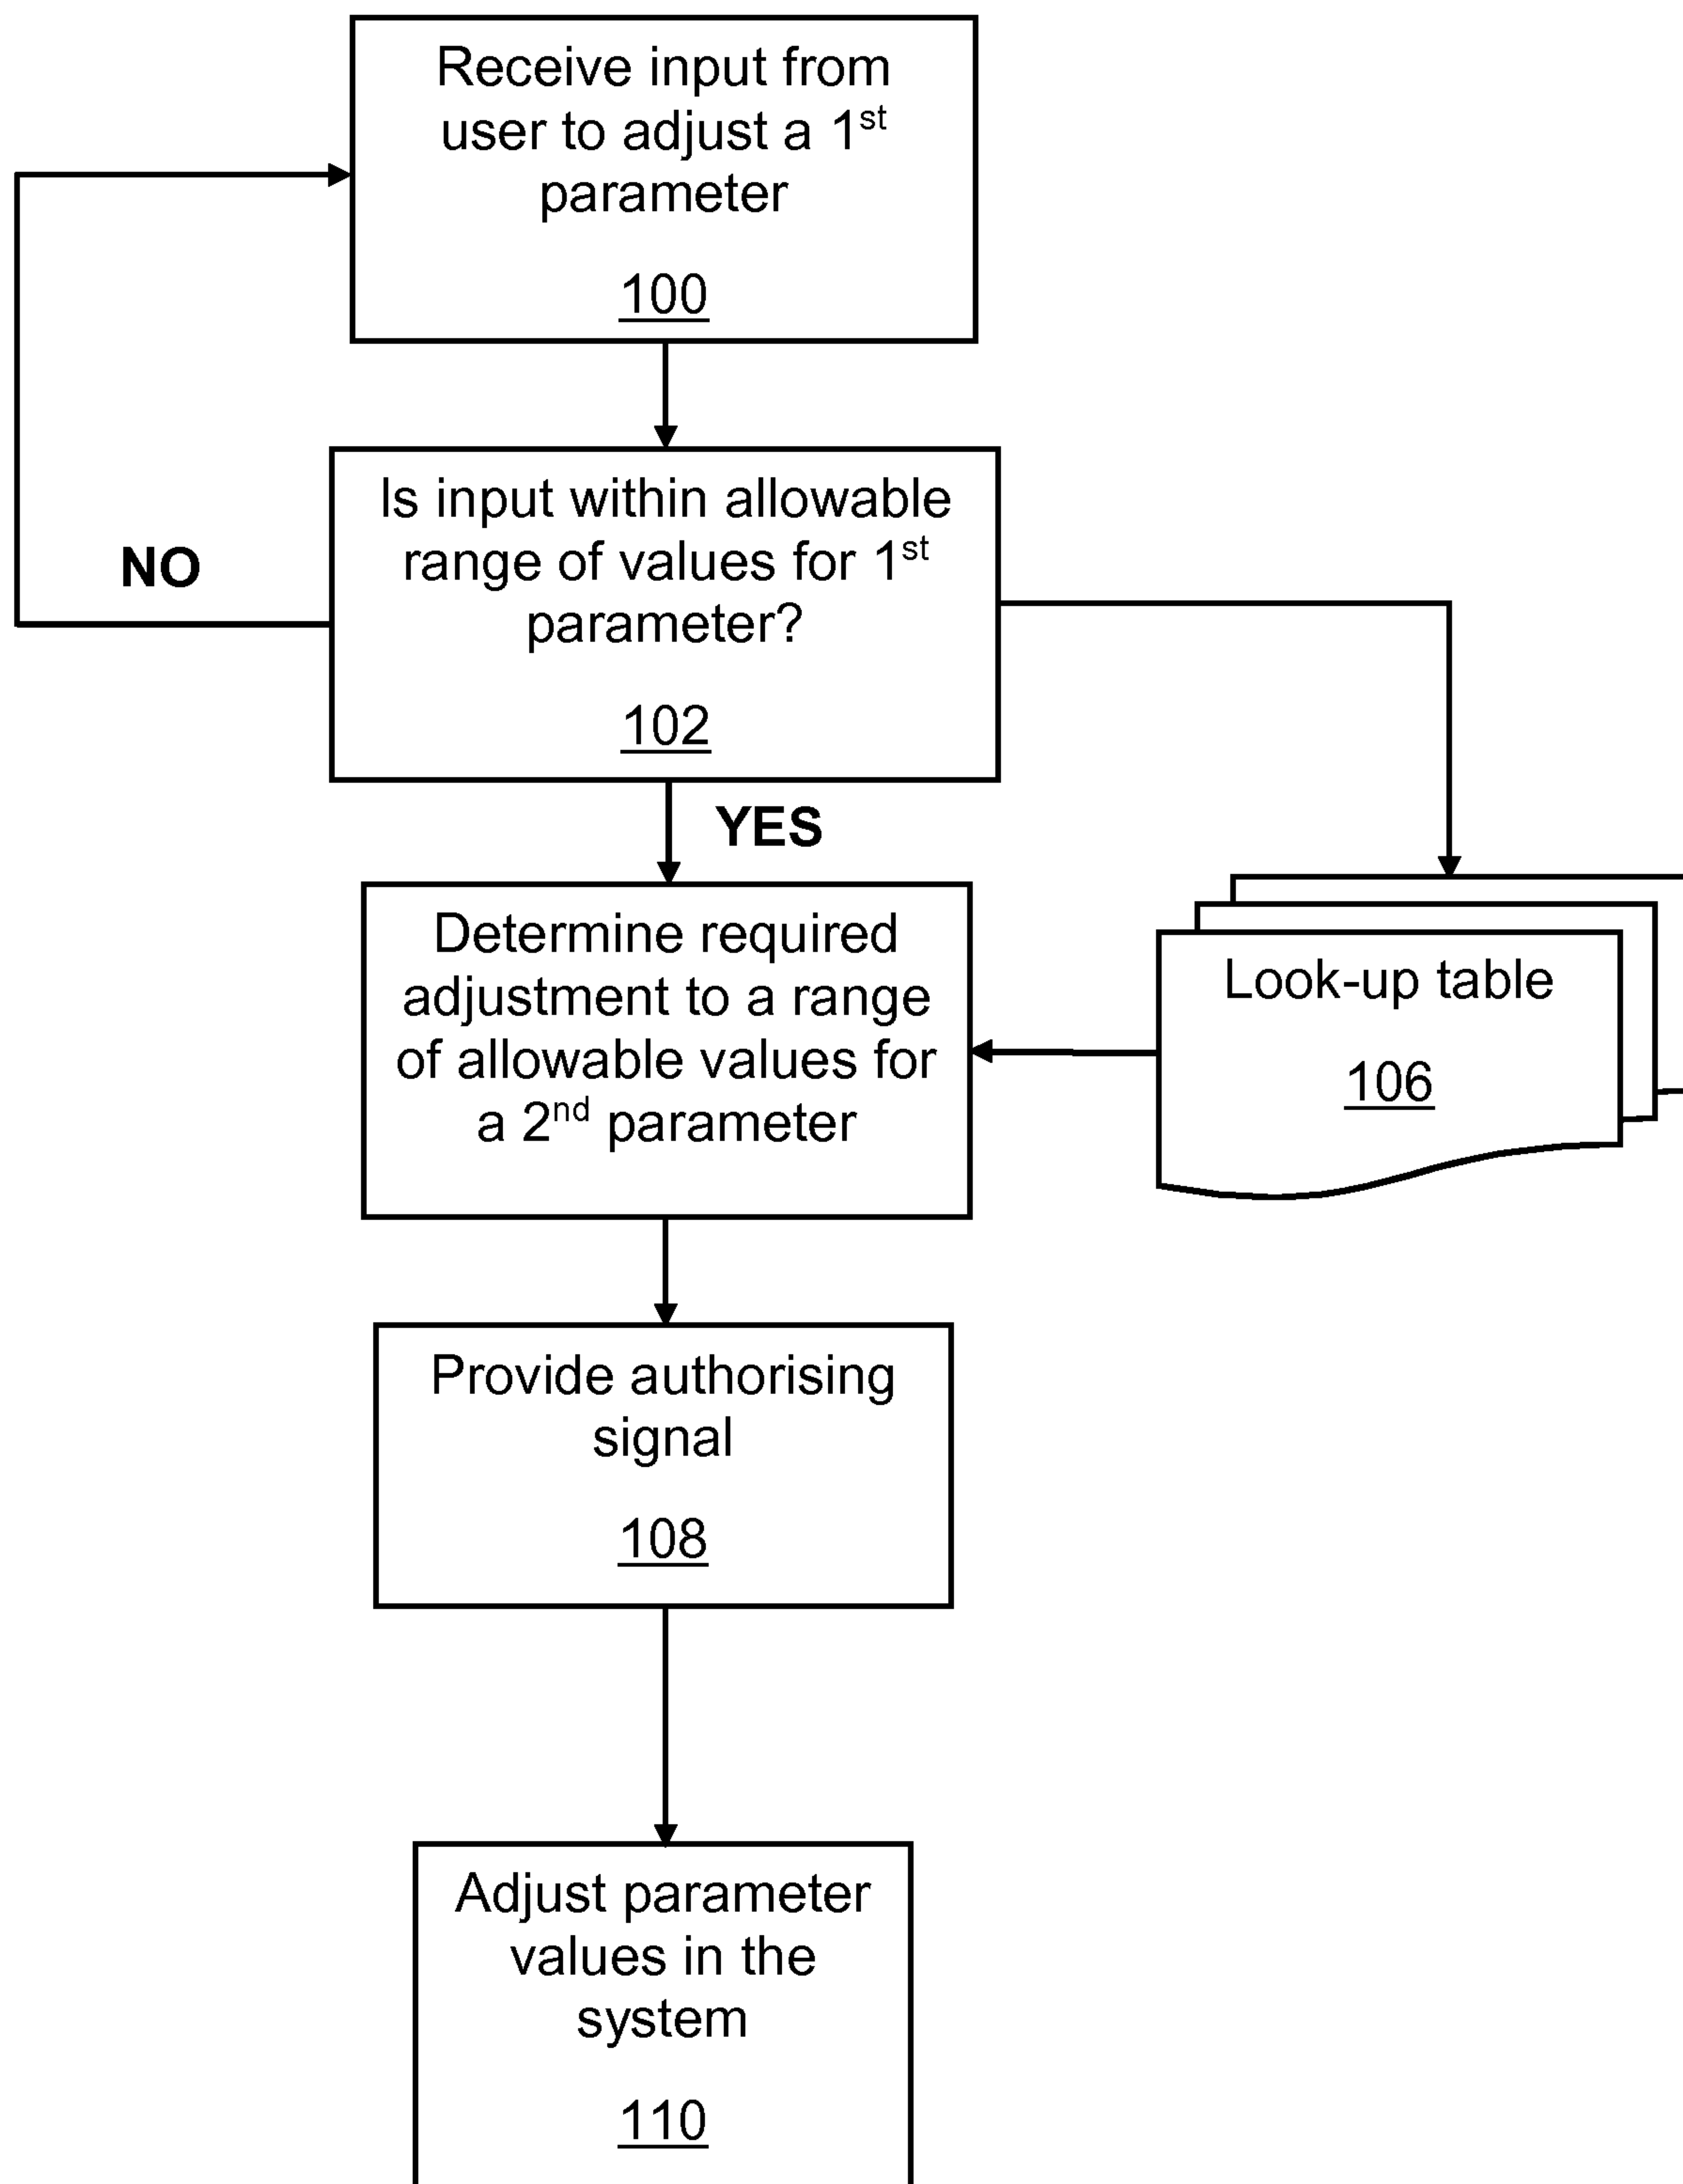 Receive input from
user to adjust a 1st
parameter
100
Is input within allowable
range of values for 1st
parameter?
102
NO
YES
Determine required
adjustment to a range
of allowable values for
a 2nd parameter
Look-up table
106
Provide authorising
signal
108
Adjust parameter
values in the
system
110